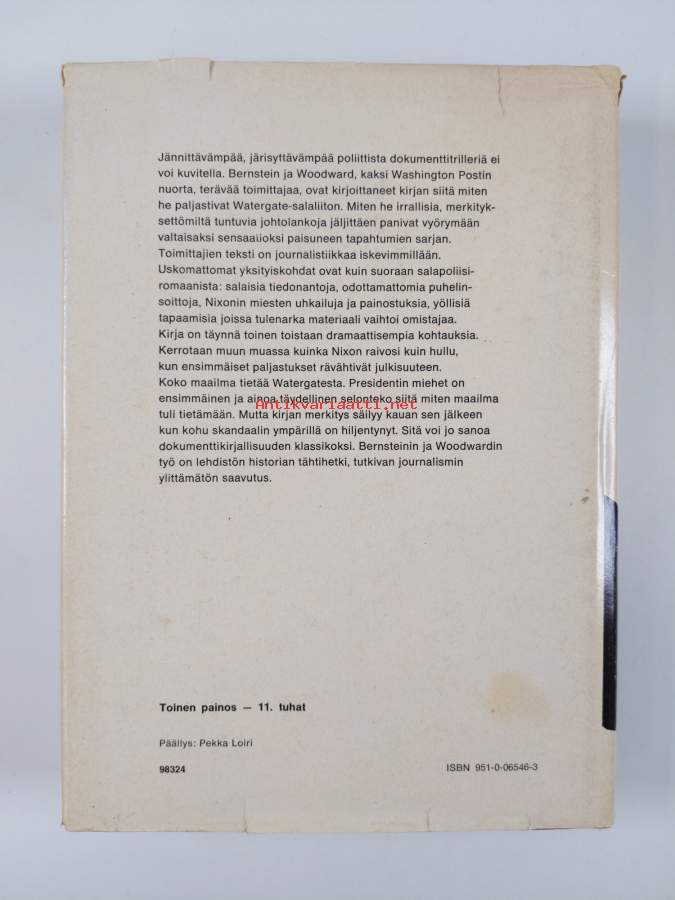 Jännittävämpää, järisyttävämpää poliittista dokumenttitrilleriä ei
voi kuvitella. Bernstein ja Woodward, kaksi Washington Postin
nuorta, terävää toimittajaa, ovat kirjoittaneet kirjan siitä miten
he paljastivat Watergate-salaliiton. Miten he irrallisia, merkityk-
settömiltä tuntuvia johtolankoja jäljittäen panivat vyörymään
valtaisaksi sensaatioksi paisuneen tapahtumien sarjan.
Toimittajien teksti on journalistiikkaa iskevimmillään.
Uskomattomat yksityiskohdat ovat kuin suoraan salapoliisi-
romaanista: salaisia tiedonantoja, odottamattomia puhelin-
soittoja, Nixonin miesten uhkailuja ja painostuksia, yöllisiä
tapaamisia joissa tulenarka materiaali vaihtoi omistajaa.
Kirja on täynnä toinen toistaan dramaattisempia kohtauksia.
Kerrotaan muun muassa kuinka Nixon raivosi kuin hullu,
kun ensimmäiset paljastukset rävähtivät julkisuuteen.
Koko maailma tietää Watergatesta. Presidentin miehet on
ensimmäinen ja ainoa täydellinen selonteko siitä miten maailma
Antikvariaatti.net
tuli tietämään. Mutta kirjan merkitys säilyy kauan sen jälkeen
kun kohu skandaalin ympärillä on hiljentynyt. Sitä voi jo sanoa
dokumenttikirjallisuuden klassikoksi. Bernsteinin ja Woodwardin
työ on lehdistön historian tähtihetki, tutkivan journalismin
ylittämätön saavutus.
Toinen painos — 11. tuhat
Päällys: Pekka Loiri
98324
ISBN 951-0-06546-3